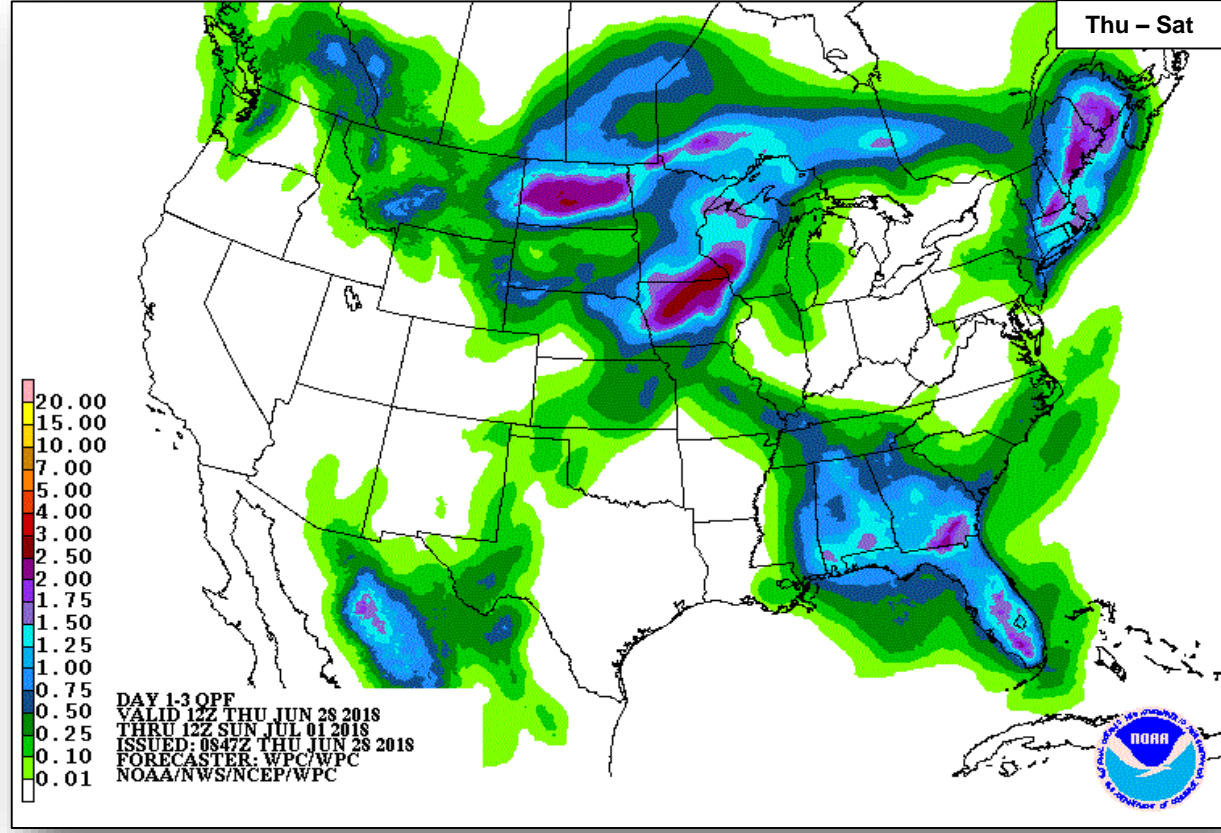 Thu – Sat
20.00
15.00
10.00
7.00
5.00
4.00
3.00
2.50
2.00
1.75
1.50
1.25
1.00
0.75
0.50
0.25
0.10
0.01
DAY 1-3 QPF
VALID 12Z THU JUN 28 2018
THRU 12Z SUN JUL 01 2018
ISSUED: 0847Z THU JUN 28 2018
FORECASTER: WPC/WPC
NOAA/NWS/NCEP/WPC
NOAA